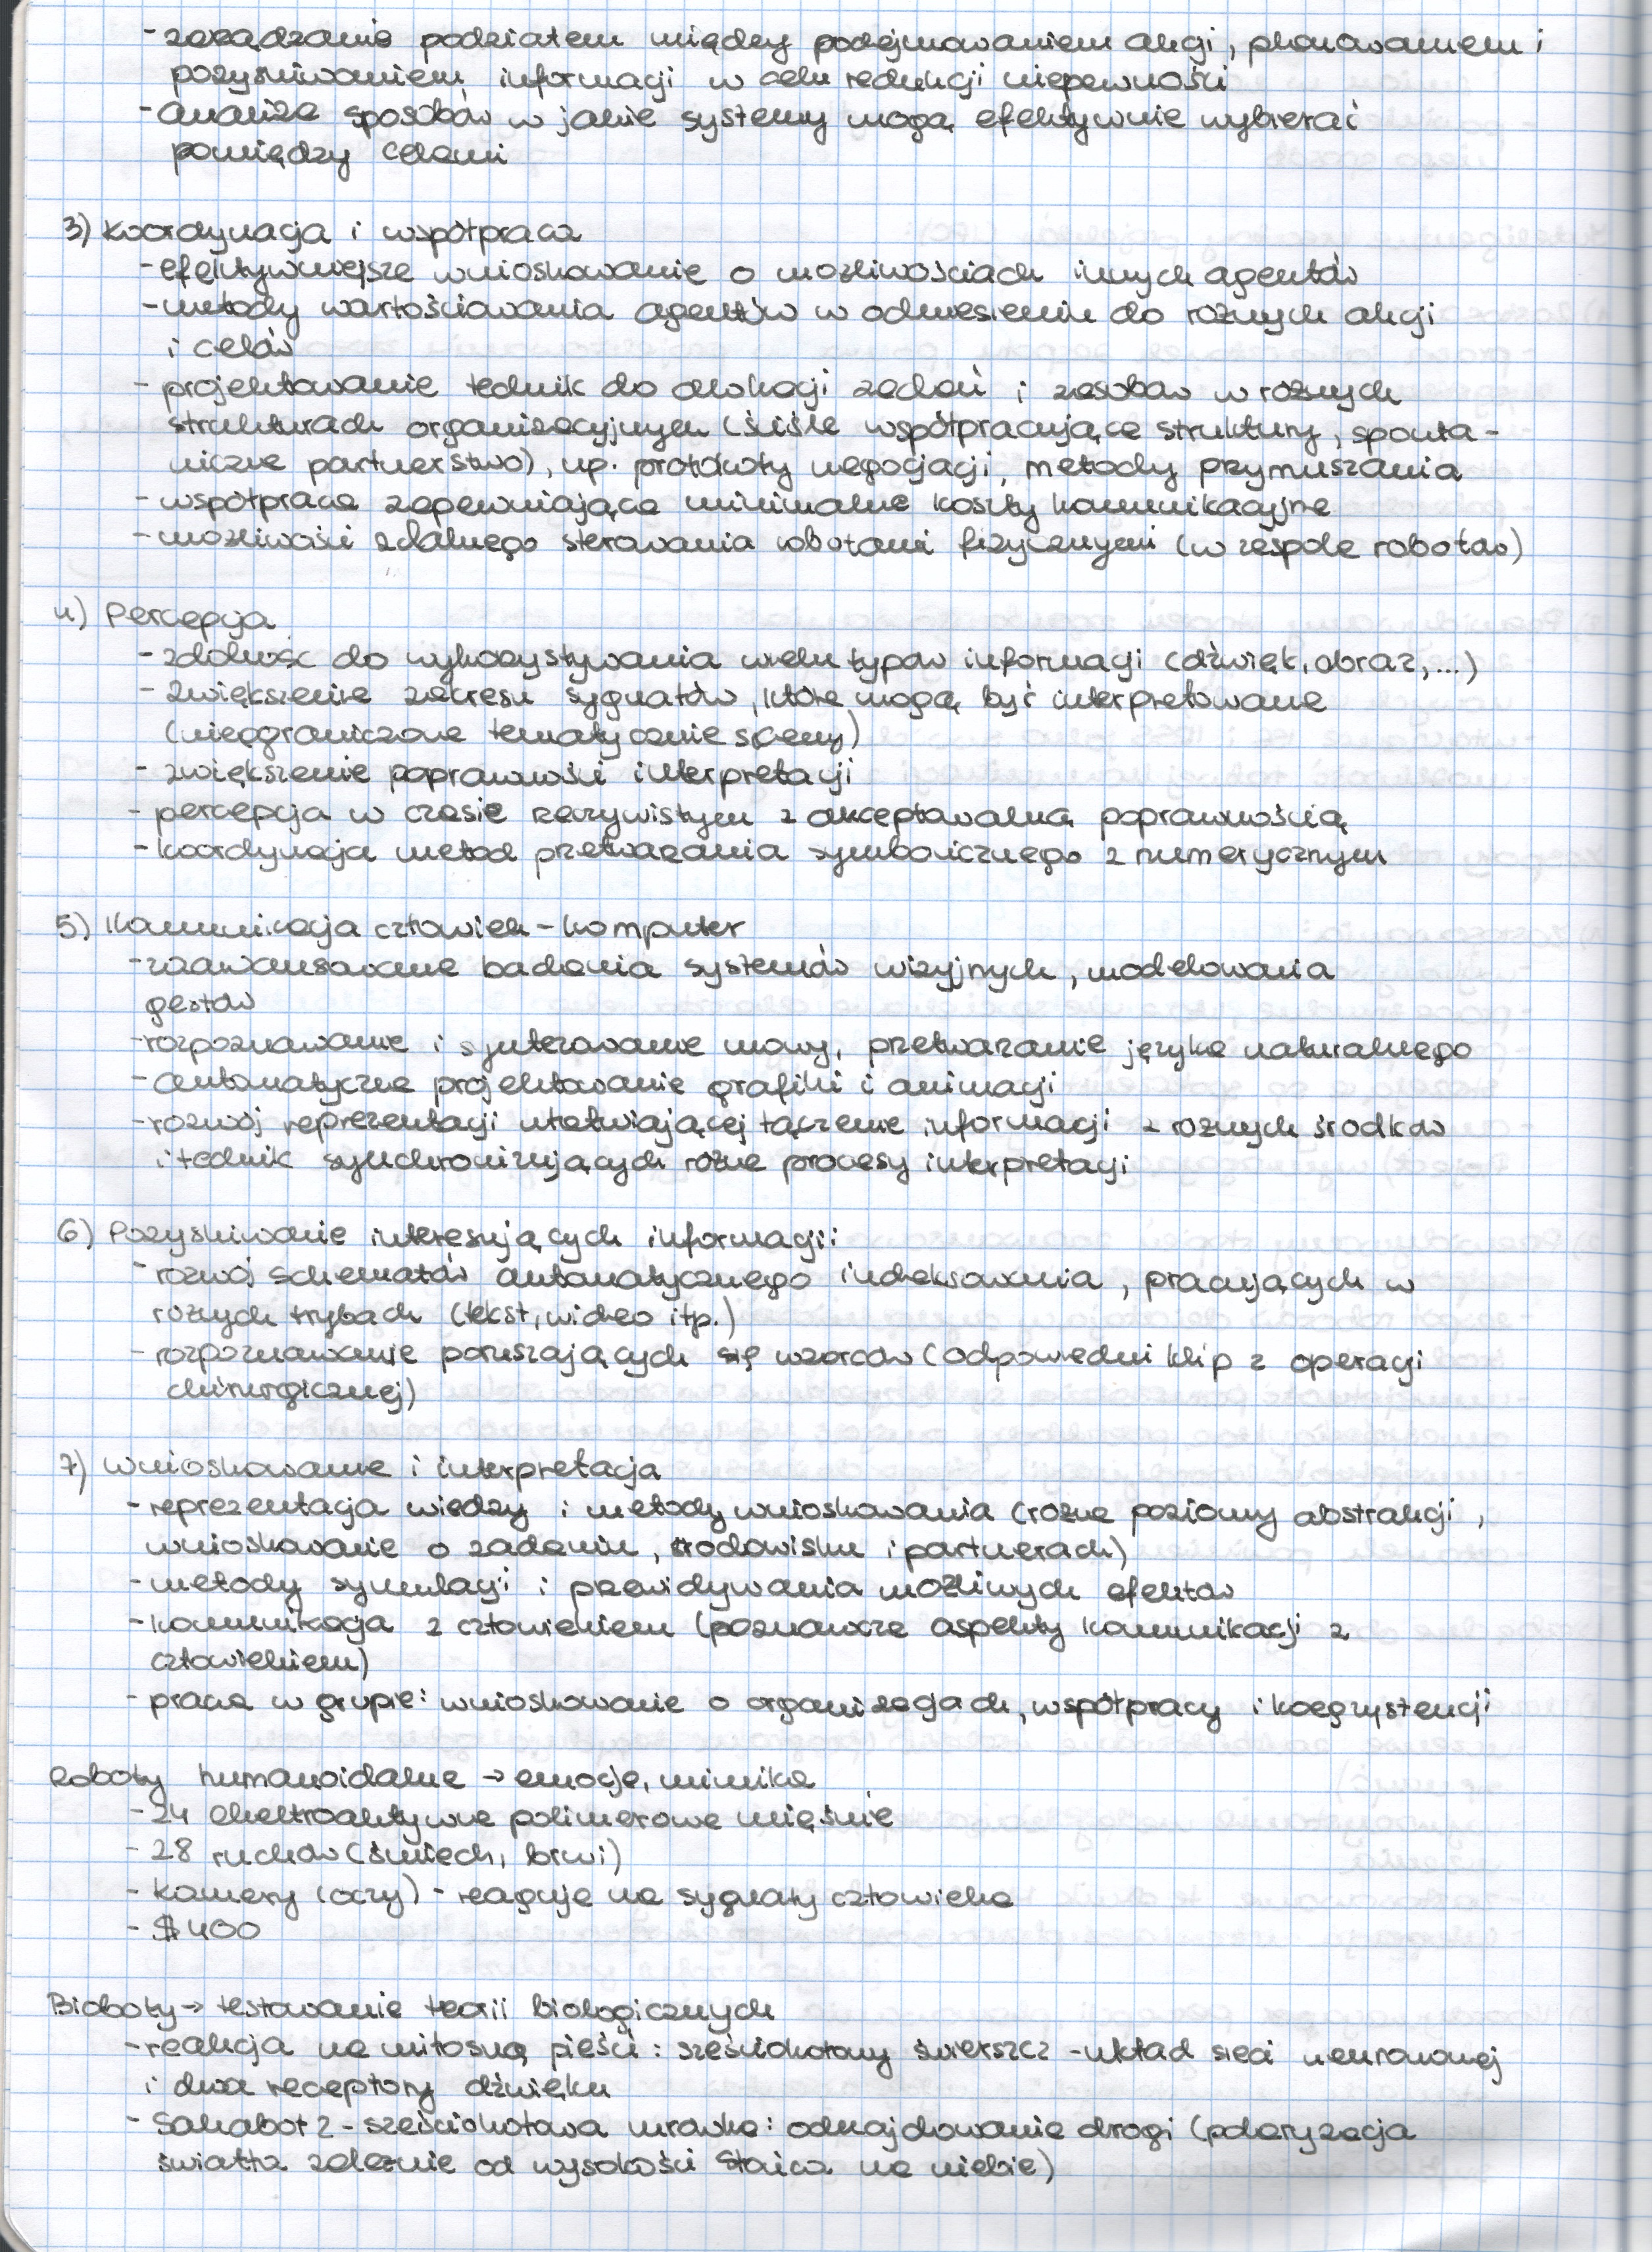 - zarządzanie podziałem między podejmowaniem akcji, planowaniem i
pozyskiwaniem informacji w celu redukcji niepewności
- analiza sposobów w jakie systemy mogą efektywnie wybierać
pomiędzy celami
3) Koordynacja i współpraca
- efektywniejsze wnioskowanie o możliwościach innych agentów
- metody wartościowania agentów w odniesieniu do różnych akcji
i celów
- projektowanie technik do alokacji zadań i zasobów w różnych
strukturach organizacyjnych (ściśle współpracujące struktury, sponta-
niczne partnerstwo), np. protokoły negocjacji, metody przymuszania
- współpraca zapewniająca minimalne koszty komunikacyjne
- możliwości zdalnego sterowania robotami fizycznymi (w zespole robotów)
4) Percepcja
- zdolność do wykorzystywania wielu typów informacji (dźwięk, obraz, ...)
- zwiększenie zakresu sygnałów, które mogą być interpretowane
(nieograniczone tematycznie sceny)
- zwiększenie poprawności interpretacji
- percepcja w czasie rzeczywistym z akceptowalną poprawnością
- koordynacja metod przetwarzania symboicznego z numerycznym
5) Komunikacja człowiek - komputer
- zaawansowane badania systemów wizyjnych, modelowania
gestów
- rozpoznawanie i syntezowanie mowy, przetwarzanie języka naturalnego
- automatyczne projektowanie grafiki i animacji
- rozwój reprezentacji ułatwiającej łączenie informacji z różnych środków
i technik synchronizujących różne procesy interpretacji
6) Pozyskiwanie interesujących informacji:
- rozwój schematów automatycznego indeksowania, pracujących w
różnych trybach (tekst, wideo itp.)
- rozpoznawanie poruszających się wzorców (odpowiedni klip z operacji
chirurgicznej)
7) Wnioskowanie i interpretacja
- reprezentacja wiedzy i metody wnioskowania (różne poziomy abstrakcji,
wnioskowanie o zadaniu, środowisku i partnerach)
- metody symulacji i przewidywania możliwych efektów
- komunikacja z człowiekiem (poznawcze aspekty komunikacji z
człowiekiem)
- praca w grupie: wnioskowanie o organizacjach, współpracy i koegzystencji
Roboty humanoidalne → emocje, mimika
- 24 elektroaktywne polimerowe mięśnie
- 28 ruchów (śmiech, brwi)
- kamery (oczy) - reaguje na sygnały człowieka
- $400
Bioboty → testowanie teorii biologicznych
- reakcja na miłosną pieśń: sześciokołowy świerszcz - układ sieci neuronowej
i dwa receptory dźwięku
- Sahabot 2 - sześciokołowa mrówka: odnajdowanie drogi (polaryzacja
światła zależnie od wysokości Słońca na niebie)